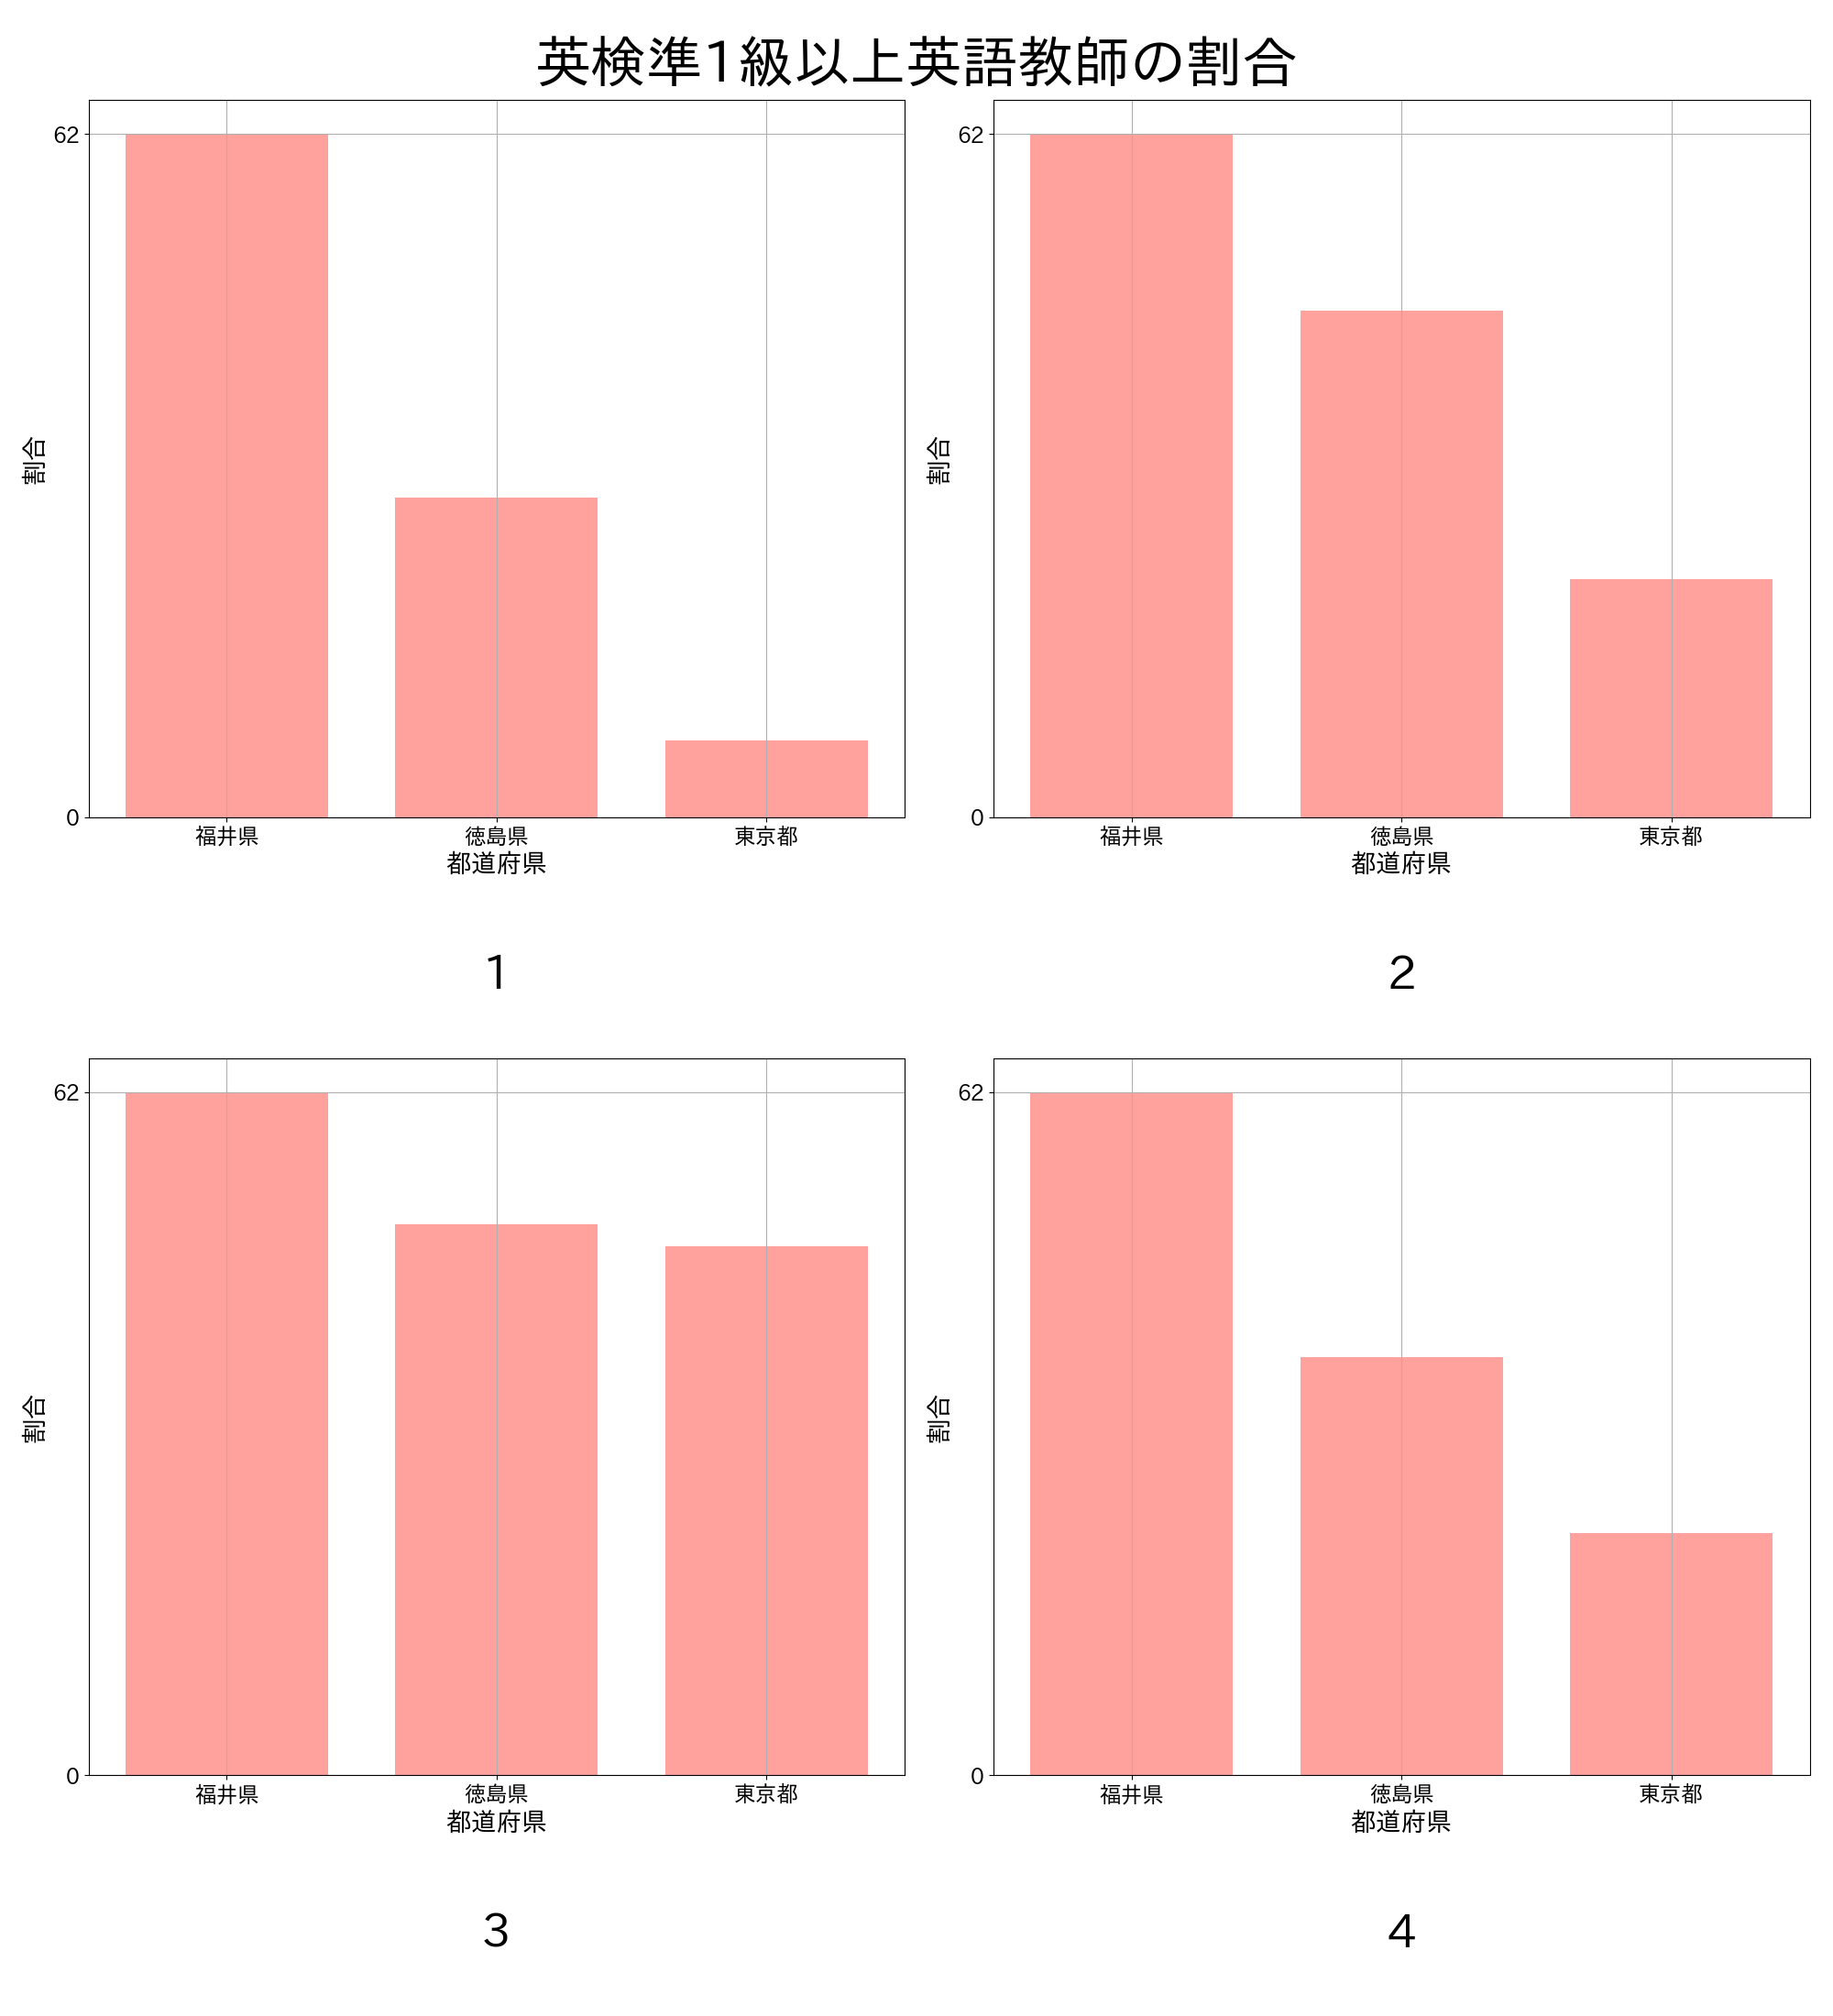 英検準1級以上英語教師の割合
62
0
割合
福井県 徳島県 東京都
都道府県
1
62
0
割合
福井県 徳島県 東京都
都道府県
2
62
0
割合
福井県 徳島県 東京都
都道府県
3
62
0
割合
福井県 徳島県 東京都
都道府県
4